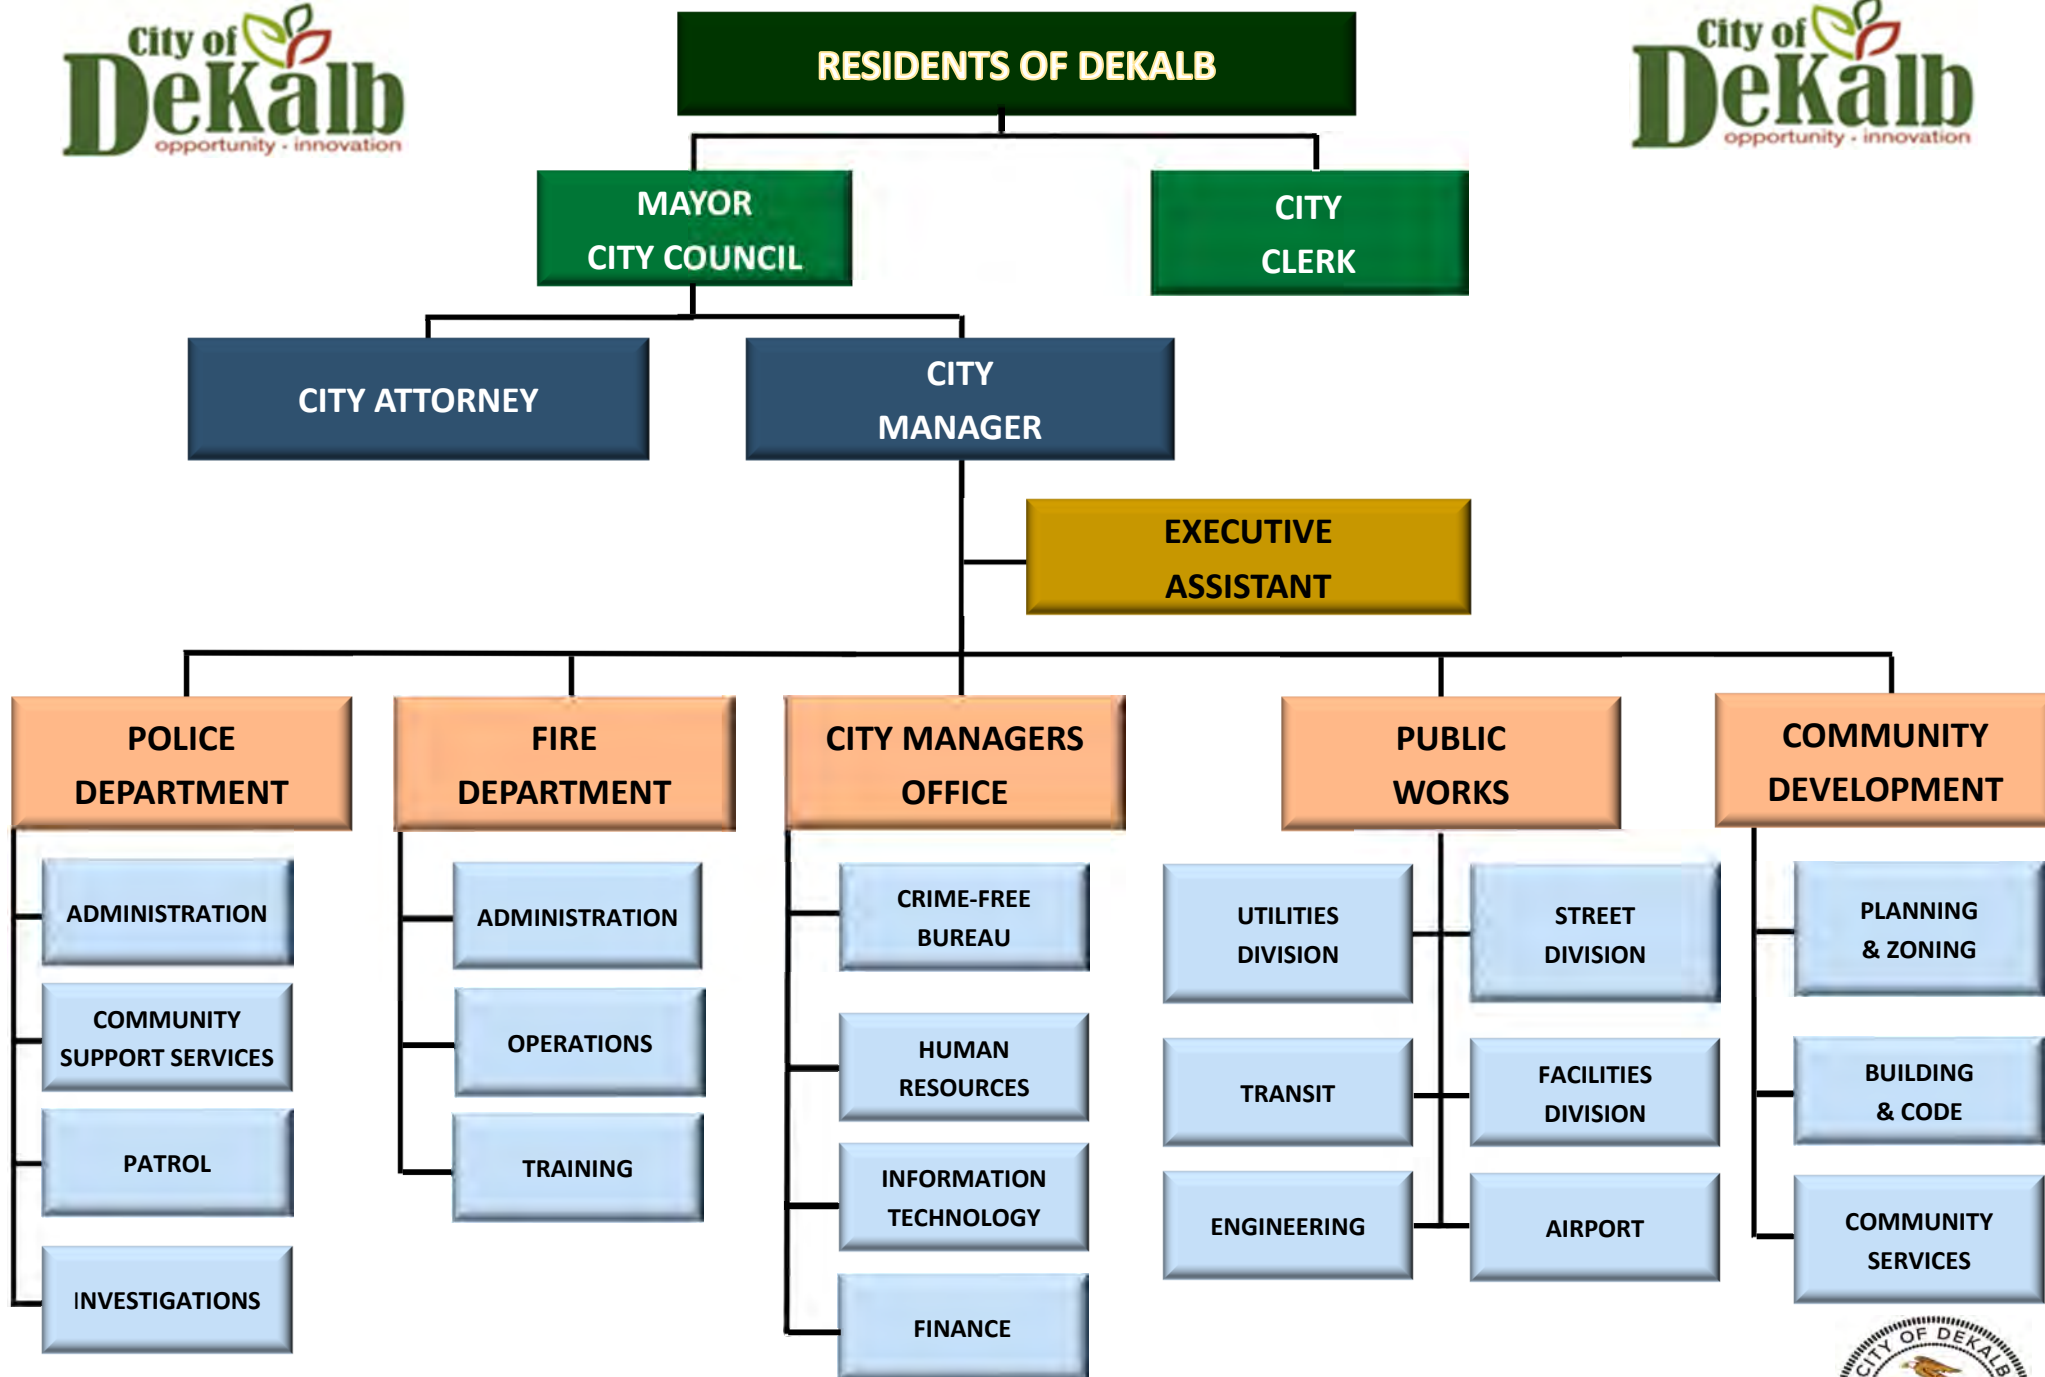 City of
DeKalb
opportunity - innovation
RESIDENTS OF DEKALB
City of
DeKalb
opportunity - innovation
MAYOR
CITY COUNCIL
CITY
CLERK
CITY ATTORNEY
CITY
MANAGER
EXECUTIVE
ASSISTANT
POLICE
DEPARTMENT
FIRE
DEPARTMENT
CITY MANAGERS
OFFICE
PUBLIC
WORKS
COMMUNITY
DEVELOPMENT
ADMINISTRATION
COMMUNITY
SUPPORT SERVICES
PATROL
INVESTIGATIONS
ADMINISTRATION
OPERATIONS
TRAINING
CRIME-FREE
BUREAU
HUMAN
RESOURCES
INFORMATION
TECHNOLOGY
FINANCE
UTILITIES
DIVISION
STREET
DIVISION
TRANSIT
FACILITIES
DIVISION
ENGINEERING
AIRPORT
PLANNING
& ZONING
BUILDING
& CODE
COMMUNITY
SERVICES
CITY OF DEKALB